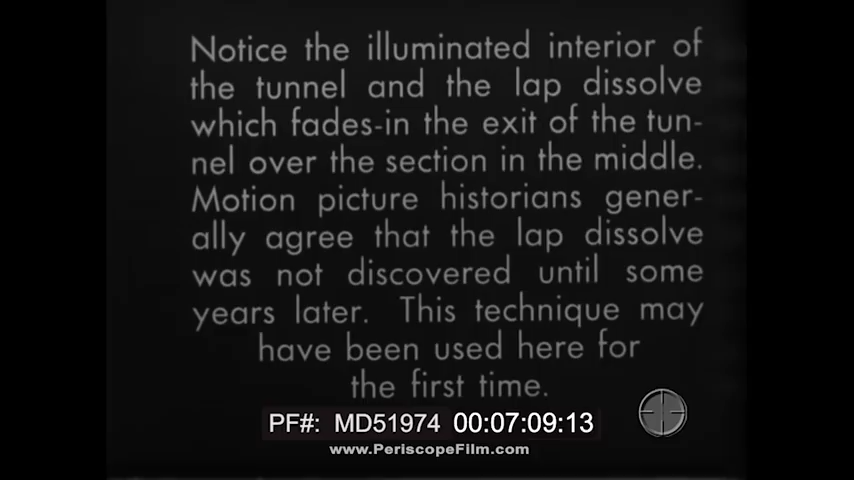 Notice the illuminated interior of
the tunnel and the lap dissolve
which fades-in the exit of the tun-
nel over the section in the middle.
Motion picture historians gener-
ally agree that the lap dissolve
was not discovered until some
years later. This technique may
have been used here for
the first time.
PF#: MD51974 00:07:09:13
www.PeriscopeFilm.com